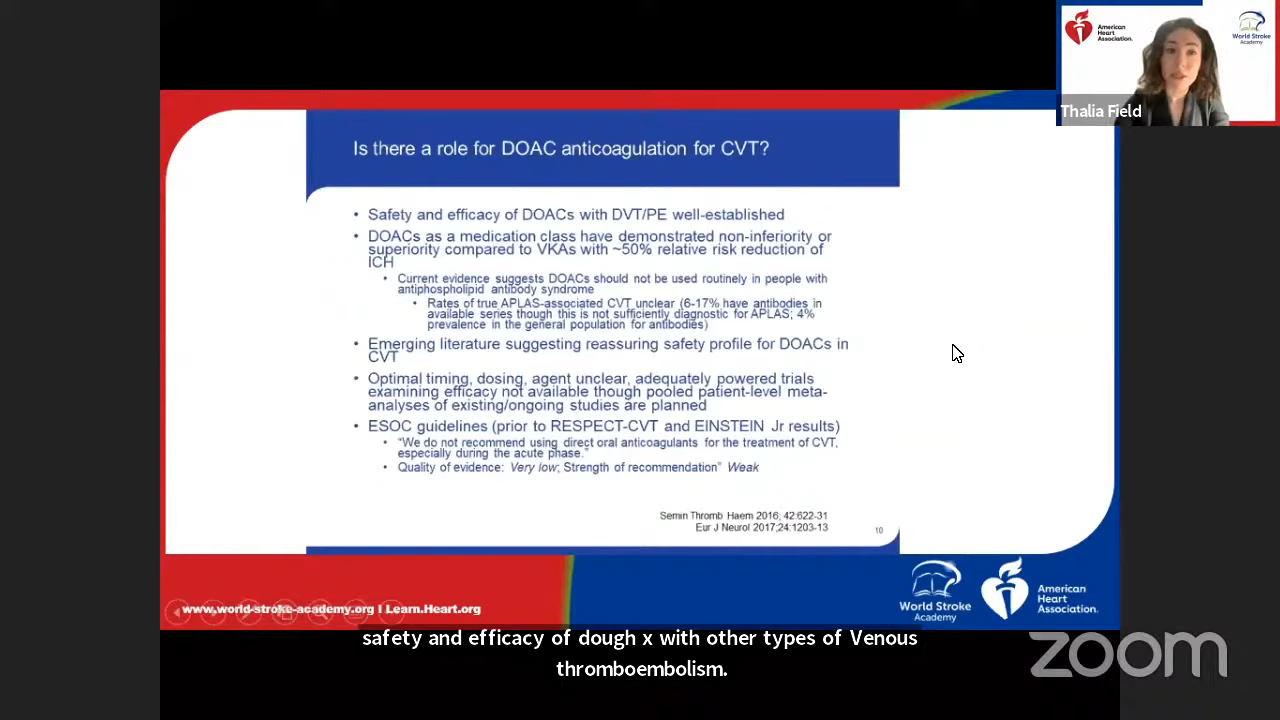 American
Heart
Association.
World Stroke
Academy
Thalia Field
Is there a role for DOAC anticoagulation for CVT?
• Safety and efficacy of DOACs with DVT/PE well-established
• DOACs as a medication class have demonstrated non-inferiority or
superiority compared to VKAs with ~50% relative risk reduction of
ICH
• Current evidence suggests DOACs should not be used routinely in people with
antiphospholipid antibody syndrome
• Rates of true APLAS-associated CVT unclear (6-17% have antibodies in
available series though this is not sufficiently diagnostic for APLAS; 4%
prevalence in the general population for antibodies)
• Emerging literature suggesting reassuring safety profile for DOACs in
CVT
• Optimal timing, dosing, agent unclear, adequately powered trials
examining efficacy not available though pooled patient-level meta-
analyses of existing/ongoing studies are planned
• ESOC guidelines (prior to RESPECT-CVT and EINSTEIN Jr results)
• “We do not recommend using direct oral anticoagulants for the treatment of CVT,
especially during the acute phase.”
• Quality of evidence: Very low; Strength of recommendation” Weak
Semin Thromb Haem 2016; 42:622-31
Eur J Neurol 2017;24:1203-13
10
www.world-stroke-academy.org I Learn.Heart.org
World Stroke
Academy
American
Heart
Association.
safety and efficacy of dough x with other types of Venous
thromboembolism.
zoom